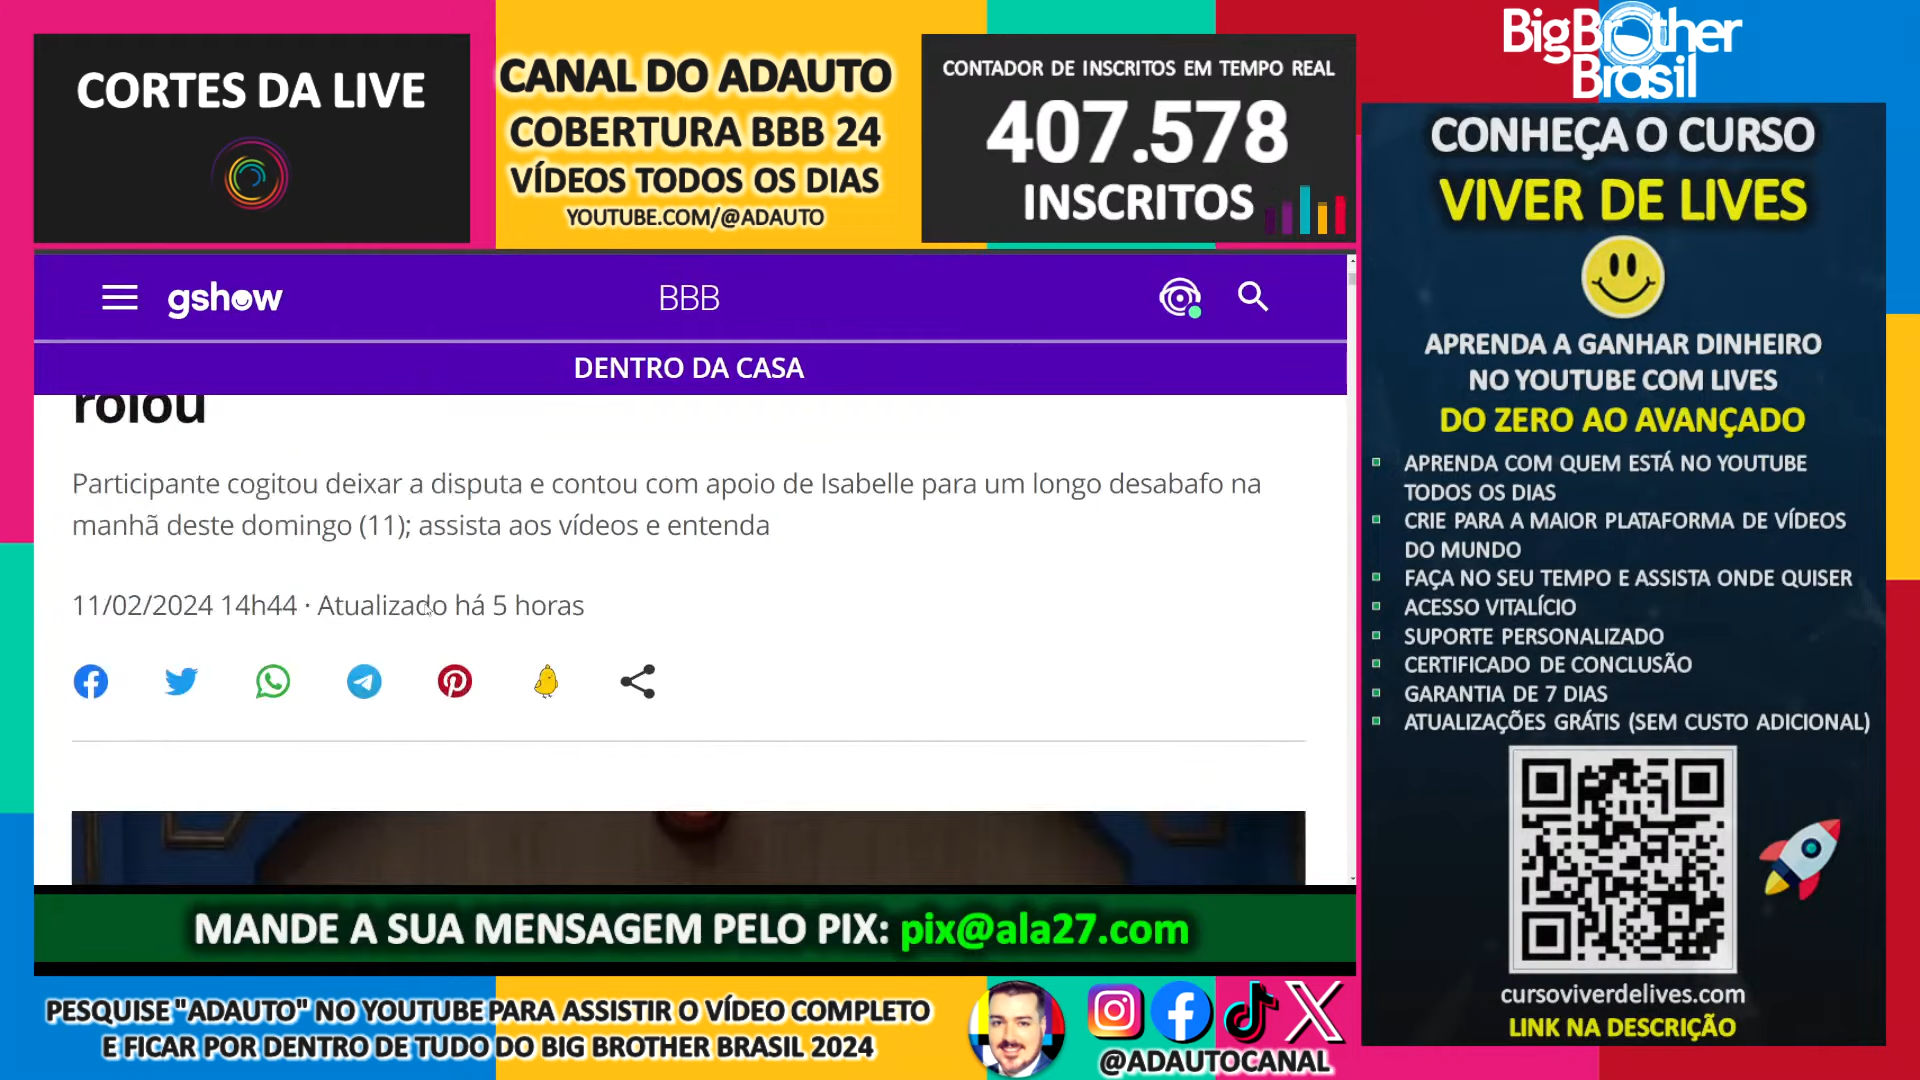 CORTES DA LIVE
CANAL DO ADAUTO
COBERTURA BBB 24
VÍDEOS TODOS OS DIAS
YOUTUBE.COM/@ADAUTO
CONTADOR DE INSCRITOS EM TEMPO REAL
407.578
INSCRITOS
BigBrother
Brasil
CONHEÇA O CURSO
VIVER DE LIVES
APRENDA A GANHAR DINHEIRO
NO YOUTUBE COM LIVES
DO ZERO AO AVANÇADO
APRENDA COM QUEM ESTÁ NO YOUTUBE
TODOS OS DIAS
CRIE PARA A MAIOR PLATAFORMA DE VÍDEOS
DO MUNDO
FAÇA NO SEU TEMPO E ASSISTA ONDE QUISER
ACESSO VITALÍCIO
SUPORTE PERSONALIZADO
CERTIFICADO DE CONCLUSÃO
GARANTIA DE 7 DIAS
ATUALIZAÇÕES GRÁTIS (SEM CUSTO ADICIONAL)
cursoviverdelives.com
LINK NA DESCRIÇÃO
gshow
BBB
DENTRO DA CASA
rolou
Participante cogitou deixar a disputa e contou com apoio de Isabelle para um longo desabafo na
manhã deste domingo (11); assista aos vídeos e entenda
11/02/2024 14h44 · Atualizado há 5 horas
MANDE A SUA MENSAGEM PELO PIX: pix@ala27.com
PESQUISE "ADAUTO" NO YOUTUBE PARA ASSISTIR O VÍDEO COMPLETO
E FICAR POR DENTRO DE TUDO DO BIG BROTHER BRASIL 2024
@ADAUTOCANAL